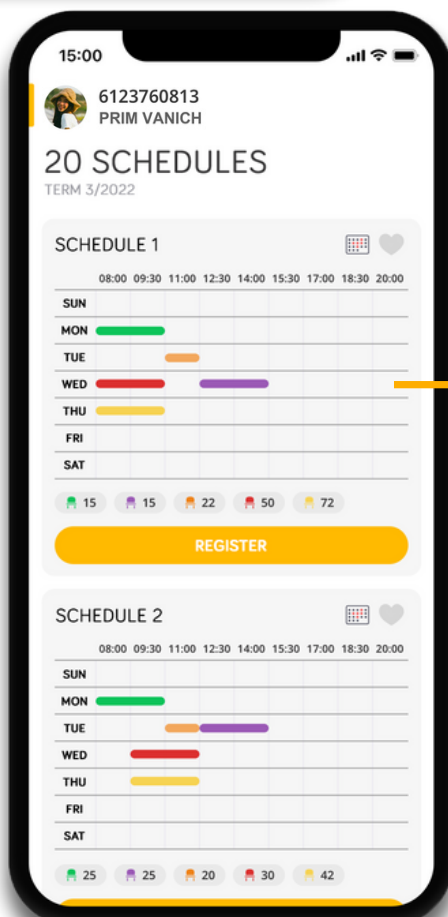 15:00
6123760813
PRIM VANICH
20 SCHEDULES
TERM 3/2022
SCHEDULE 1
08:00 09:30 11:00 12:30 14:00 15:30 17:00 18:30 20:00
SUN
MON
TUE
WED
THU
FRI
SAT
15 15 22 50 72
REGISTER
SCHEDULE 2
08:00 09:30 11:00 12:30 14:00 15:30 17:00 18:30 20:00
SUN
MON
TUE
WED
THU
FRI
SAT
25 25 20 30 42